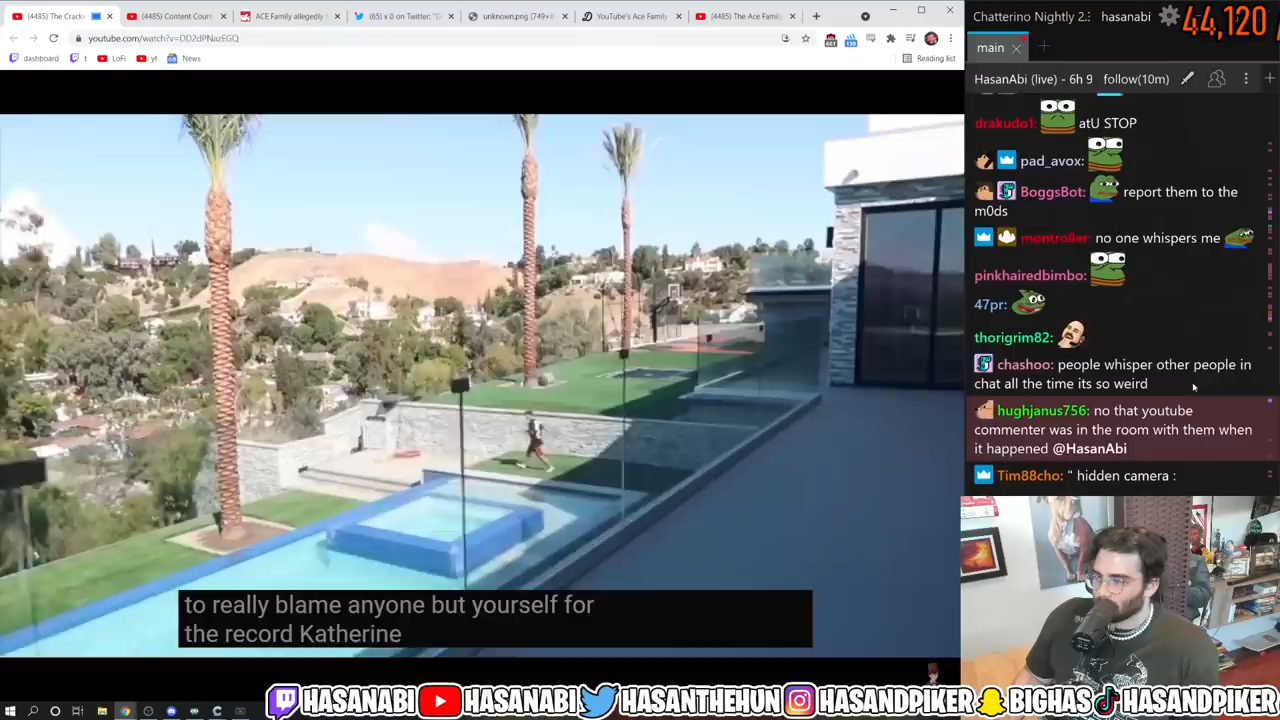 (4485) The Crack
(4485) Content Cour
ACE Family allegedly
(65) x 0 on Twitter: "D
unknown.png (749×8
YouTube's Ace Family
(4485) The Ace Family
youtube.com/watch?v=DD2dPNazEGQ
dashboard
t
LoFi
yt
News
Reading list
Chatterino Nightly 2.
hasanabi
44,120
main
HasanAbi (live) - 6h 9
follow(10m)
drakudo1: atU STOP
pad_avox:
BoggsBot: report them to the
m0ds
montrollar: no one whispers me
pinkhairedbimbo:
47pr:
thorigrim82:
chashoo: people whisper other people in
chat all the time its so weird
hughjanus756: no that youtube
commenter was in the room with them when
it happened @HasanAbi
Tim88cho: " hidden camera :
to really blame anyone but yourself for
the record Katherine
HASANABI HASANABI HASANTHEHUN HASANDPIKER BIGHAS HASANDPIKER